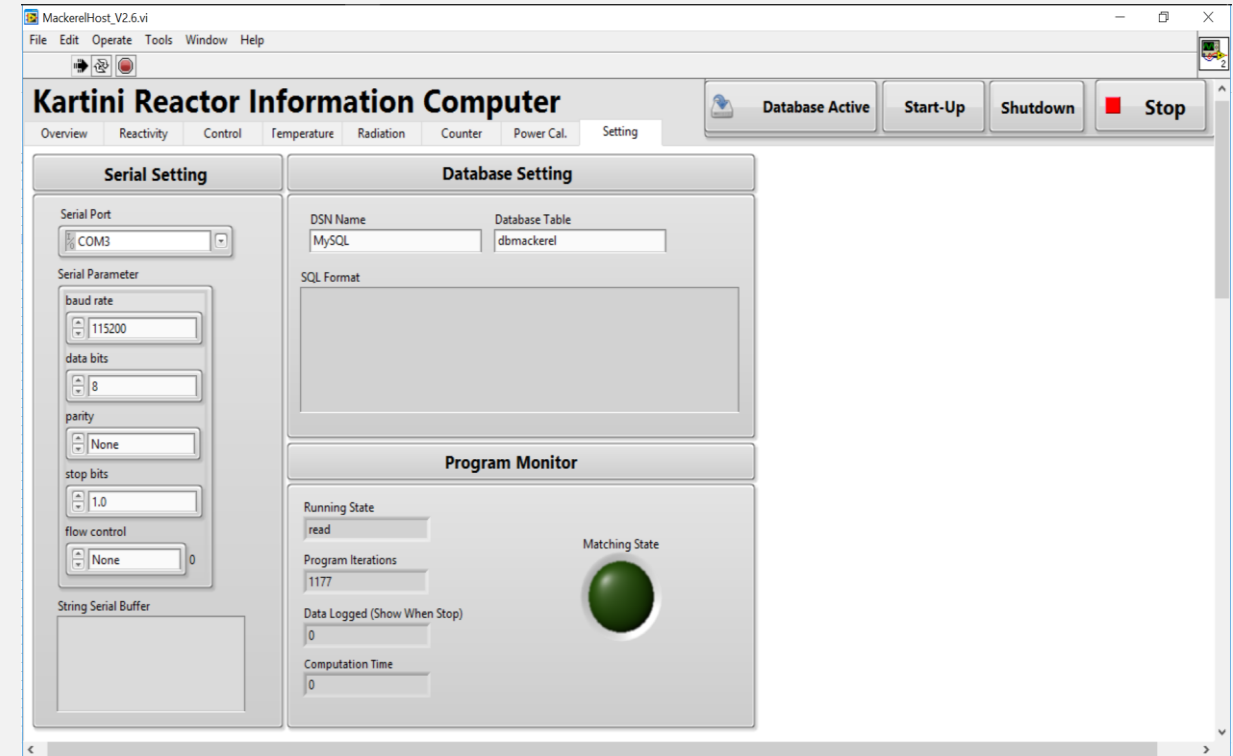 MackerelHost_V2.6.vi
File Edit Operate Tools Window Help
2
Kartini Reactor Information Computer
Database Active
Start-Up
Shutdown
Stop
Overview Reactivity Control Temperature Radiation Counter Power Cal. Setting
Serial Setting
Serial Port
I/O COM3
Serial Parameter
baud rate
115200
data bits
8
parity
None
stop bits
1.0
flow control
None 0
String Serial Buffer
Database Setting
DSN Name Database Table
MySQL dbmackerel
SQL Format
Program Monitor
Running State
read
Matching State
Program Iterations
1177
Data Logged (Show When Stop)
0
Computation Time
0